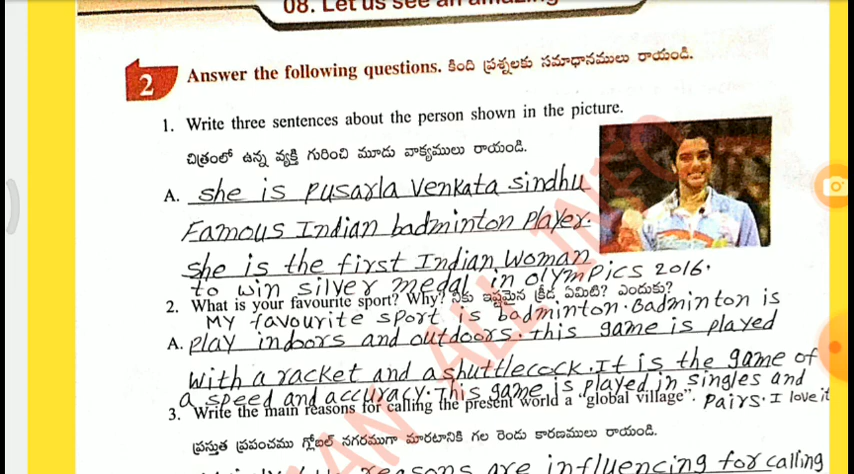 08. Let us see an amazing
2
Answer the following questions. కింది ప్రశ్నలకు సమాధానములు రాయండి.
1. Write three sentences about the person shown in the picture.
చిత్రంలో ఉన్న వ్యక్తి గురించి మూడు వాక్యములు రాయండి.
A. she is Pusarla Venkata sindhu
Famous Indian badminton player.
she is the first Indian woman
to win silver medal in olympics 2016.
2. What is your favourite sport? Why? నీకు ఇష్టమైన క్రీడ ఏమిటి? ఎందుకు?
My favourite sport is badminton. Badminton is
A. play indoors and outdoors. This game is played
with a racket and a shuttlecock. It is the game of
a speed and accuracy. This game is played in singles and
3. Write the main reasons for calling the present world a "global village". pairs. I love it
ప్రస్తుత ప్రపంచము గ్లోబల్ నగరముగా మారటానికి గల రెండు కారణములు రాయండి.
reasons are influencing for calling
ALL INFO